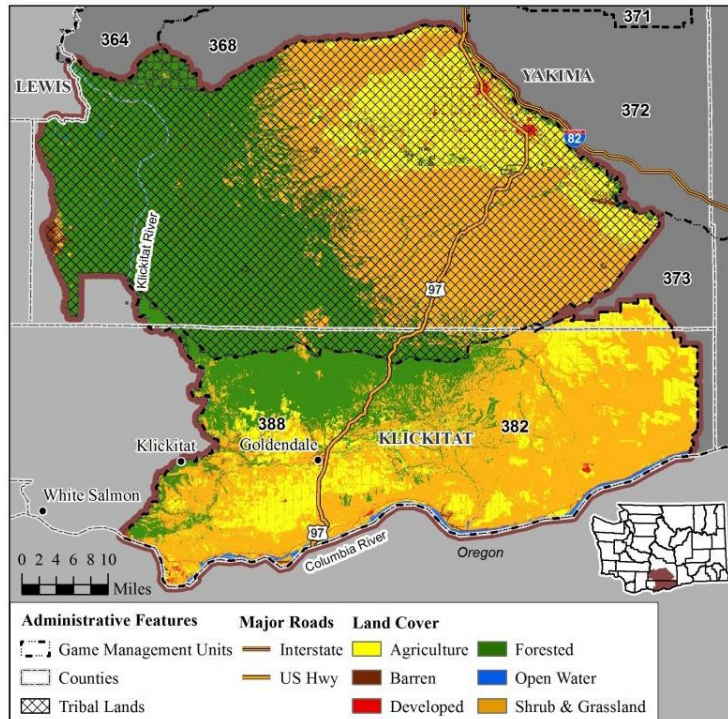 371
364
368
LEWIS
YAKIMA
372
82
Klickitat River
97
373
388
382
Klickitat
Goldendale
KLICKITAT
White Salmon
97
Columbia River
Oregon
0 2 4 6 8 10
Miles
Administrative Features
Game Management Units
Counties
Tribal Lands
Major Roads
Interstate
US Hwy
Land Cover
Agriculture
Barren
Developed
Forested
Open Water
Shrub & Grassland